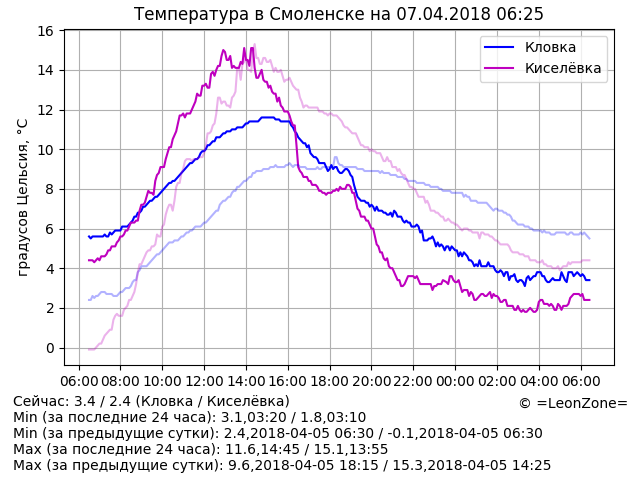 Температура в Смоленске на 07.04.2018 06:25
градусов Цельсия, °C
16
14
12
10
8
6
4
2
0
Кловка
Киселёвка
06:00 08:00 10:00 12:00 14:00 16:00 18:00 20:00 22:00 00:00 02:00 04:00 06:00
Сейчас: 3.4 / 2.4 (Кловка / Киселёвка)
© =LeonZone=
Min (за последние 24 часа): 3.1,03:20 / 1.8,03:10
Min (за предыдущие сутки): 2.4,2018-04-05 06:30 / -0.1,2018-04-05 06:30
Max (за последние 24 часа): 11.6,14:45 / 15.1,13:55
Max (за предыдущие сутки): 9.6,2018-04-05 18:15 / 15.3,2018-04-05 14:25